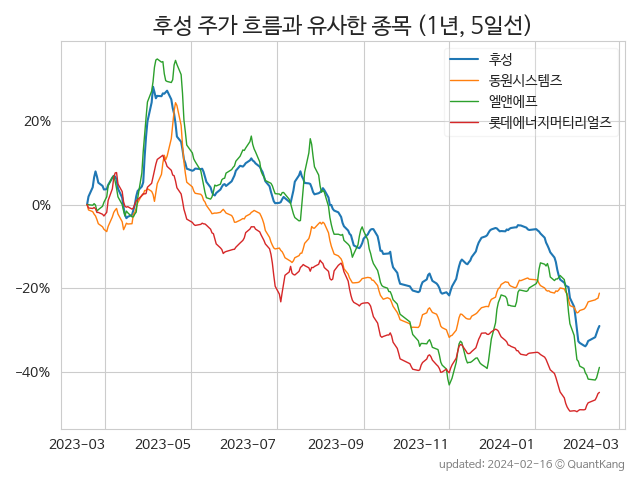 후성 주가 흐름과 유사한 종목 (1년, 5일선)
후성
동원시스템즈
엘앤에프
롯데에너지머티리얼즈
20%
0%
−20%
−40%
2023-03 2023-05 2023-07 2023-09 2023-11 2024-01 2024-03
updated: 2024-02-16 © QuantKang